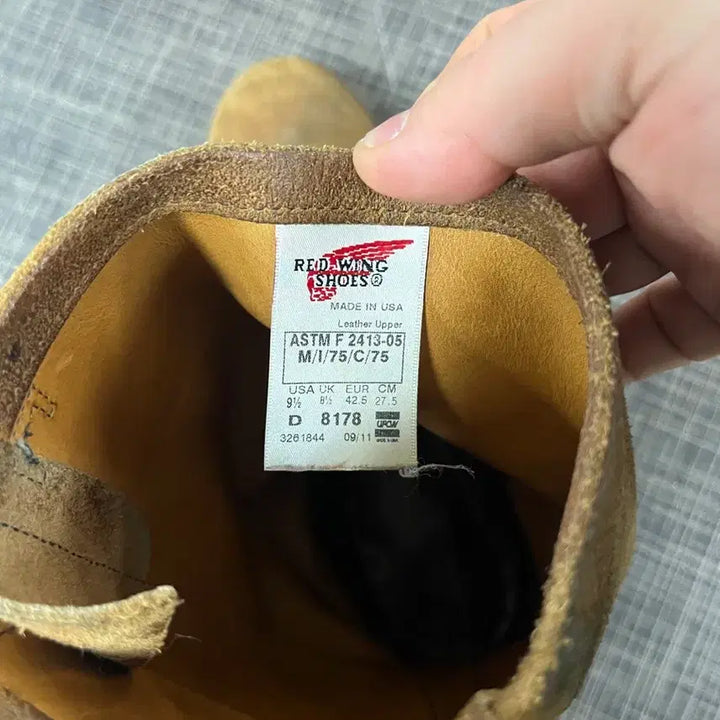 RED WING
SHOES®
MADE IN USA
Leather Upper
ASTM F 2413-05
M/I/75/C/75
USA UK EUR CM
9½ 8½ 42.5 27.5
D 8178 UFCW
3261844 09/11